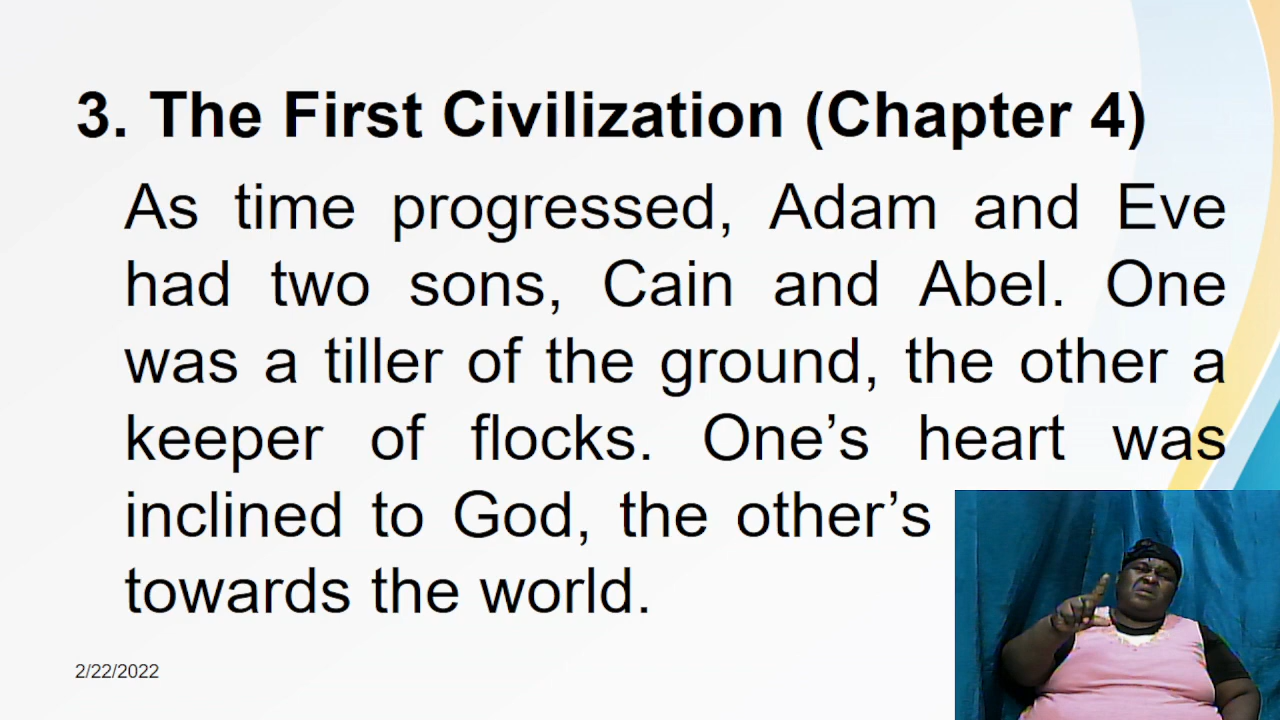 3. The First Civilization (Chapter 4)
As time progressed, Adam and Eve
had two sons, Cain and Abel. One
was a tiller of the ground, the other a
keeper of flocks. One’s heart was
inclined to God, the other’s
towards the world.
2/22/2022